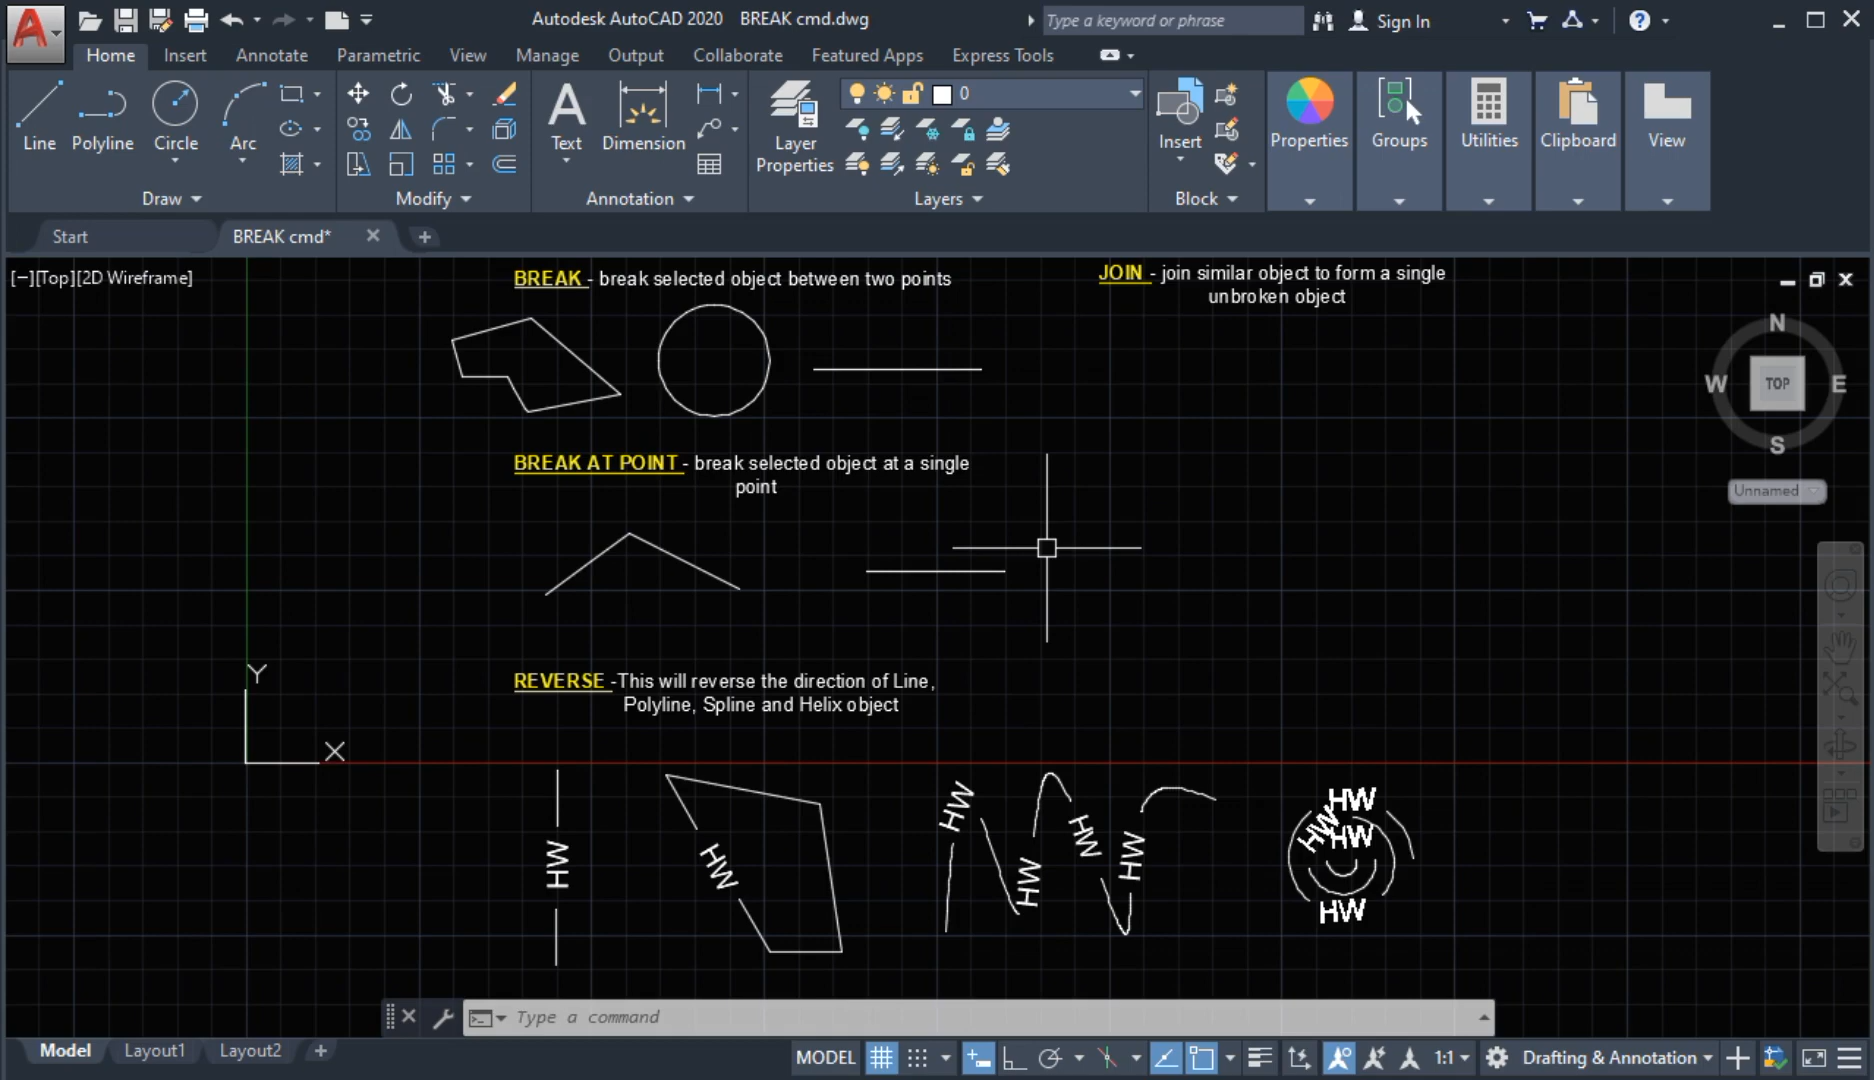 Autodesk AutoCAD 2020 BREAK cmd.dwg
Type a keyword or phrase
Sign In
Home Insert Annotate Parametric View Manage Output Collaborate Featured Apps Express Tools
0
Line Polyline Circle Arc
Text Dimension
Layer
Properties
Insert
Properties Groups Utilities Clipboard View
Draw Modify Annotation Layers Block
Start BREAK cmd*
[−][Top][2D Wireframe]
BREAK - break selected object between two points
JOIN - join similar object to form a single
unbroken object
N
W TOP E
S
Unnamed
BREAK AT POINT - break selected object at a single
point
REVERSE -This will reverse the direction of Line,
Polyline, Spline and Helix object
Y
X
HW
HW
HW
HW
HW
HW
HW
HW
HW
HW
Type a command
Model Layout1 Layout2
MODEL 1:1 Drafting & Annotation